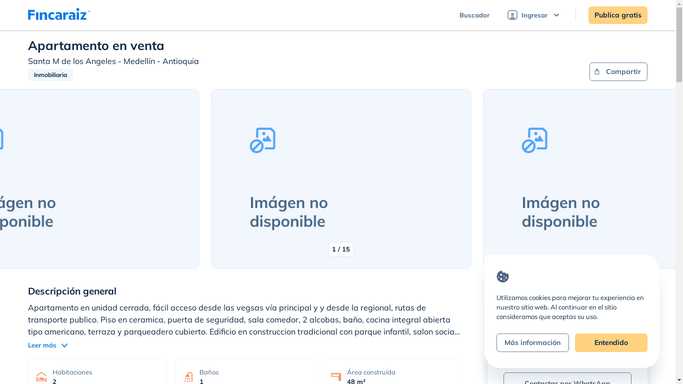 Fincaraíz
Buscador
Ingresar
Publica gratis
Apartamento en venta
Santa M de los Angeles - Medellín - Antioquia
Inmobiliaria
Compartir
ágen no
ponible
Imágen no
disponible
Imágen no
disponible
1 / 15
Descripción general
Apartamento en unidad cerrada, fácil acceso desde las vegsas vía principal y y desde la regional, rutas de
transporte publico. Piso en ceramica, puerta de seguridad, sala comedor, 2 alcobas, baño, cocina integral abierta
tipo americano, terraza y parqueadero cubierto. Edificio en construccion tradicional con parque infantil, salon socia...
Leer más
Habitaciones
2
Baños
1
Área construida
48 m²
Utilizamos cookies para mejorar tu experiencia en
nuestro sitio web. Al continuar en el sitio
consideramos que aceptas su uso.
Más información
Entendido
Contactar por WhatsApp